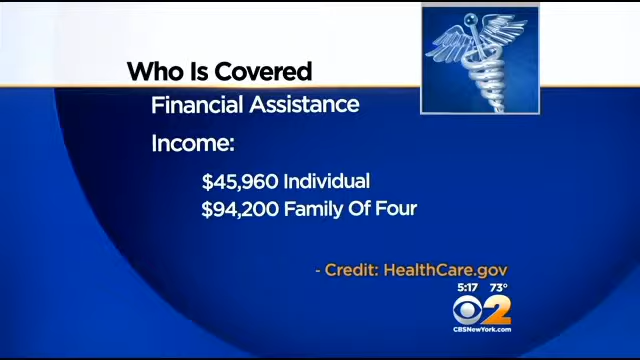 Who Is Covered
Financial Assistance
Income:
$45,960 Individual
$94,200 Family Of Four
- Credit: HealthCare.gov
5:17 73°
2
CBSNewYork.com